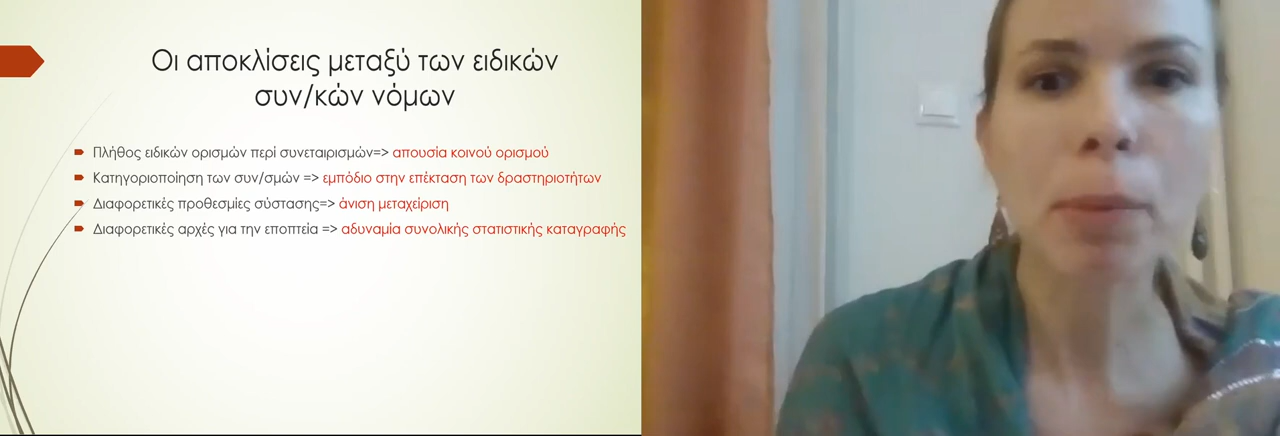 Οι αποκλίσεις μεταξύ των ειδικών
συν/κών νόμων
Πλήθος ειδικών ορισμών περί συνεταιρισμών=> απουσία κοινού ορισμού
Κατηγοριοποίηση των συν/σμών => εμπόδιο στην επέκταση των δραστηριοτήτων
Διαφορετικές προθεσμίες σύστασης=> άνιση μεταχείριση
Διαφορετικές αρχές για την εποπτεία => αδυναμία συνολικής στατιστικής καταγραφής